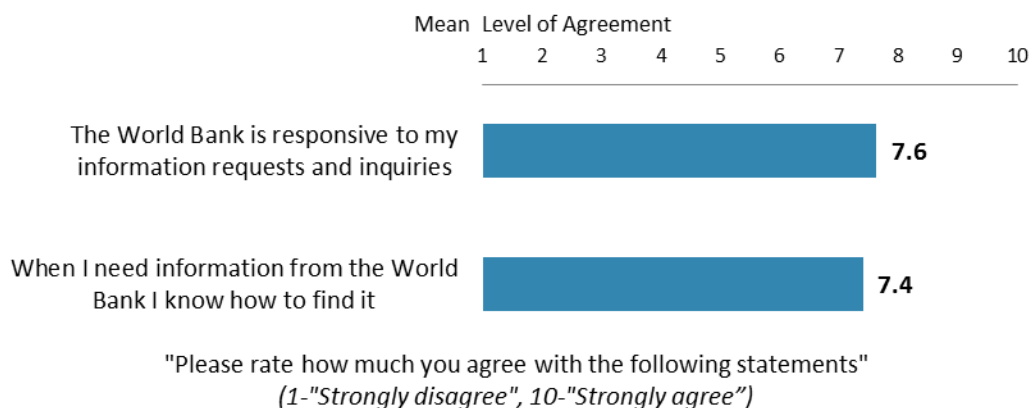 Mean Level of Agreement
1 2 3 4 5 6 7 8 9 10
The World Bank is responsive to my
information requests and inquiries
7.6
When I need information from the World
Bank I know how to find it
7.4
"Please rate how much you agree with the following statements"
(1-"Strongly disagree", 10-"Strongly agree”)